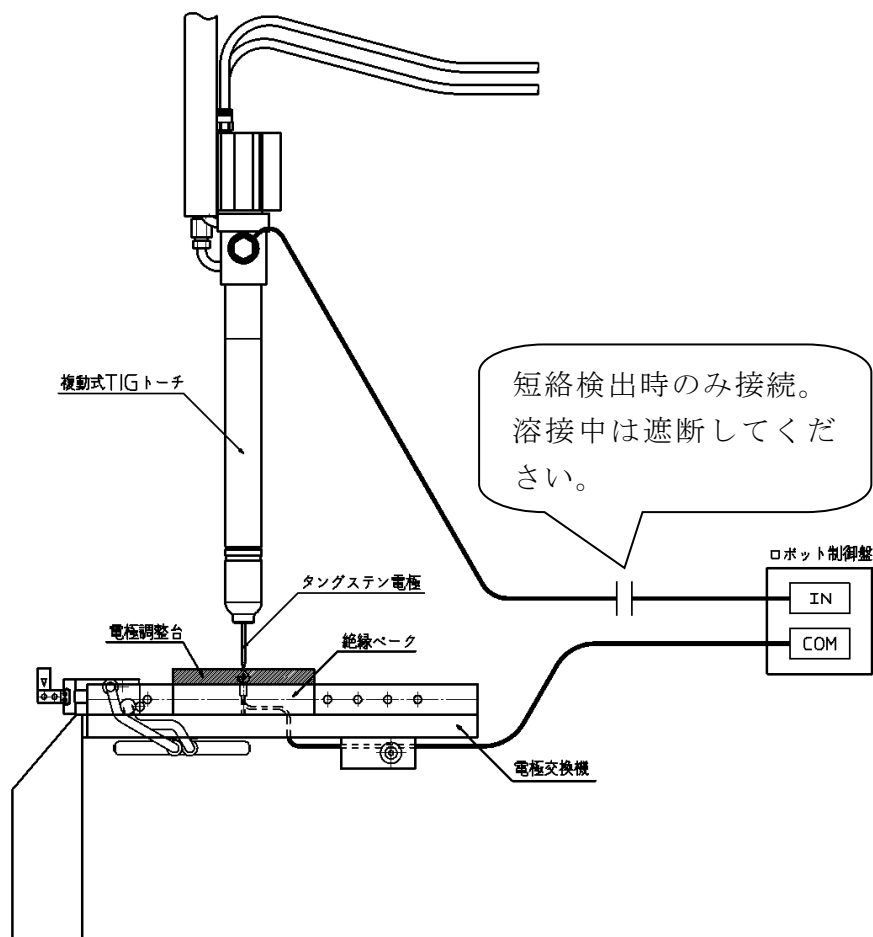 複動式TIGトーチ
短絡検出時のみ接続。
溶接中は遮断してくだ
さい。
ロボット制御盤
IN
COM
タングステン電極
電極調整台
絶縁ベーク
電極交換機